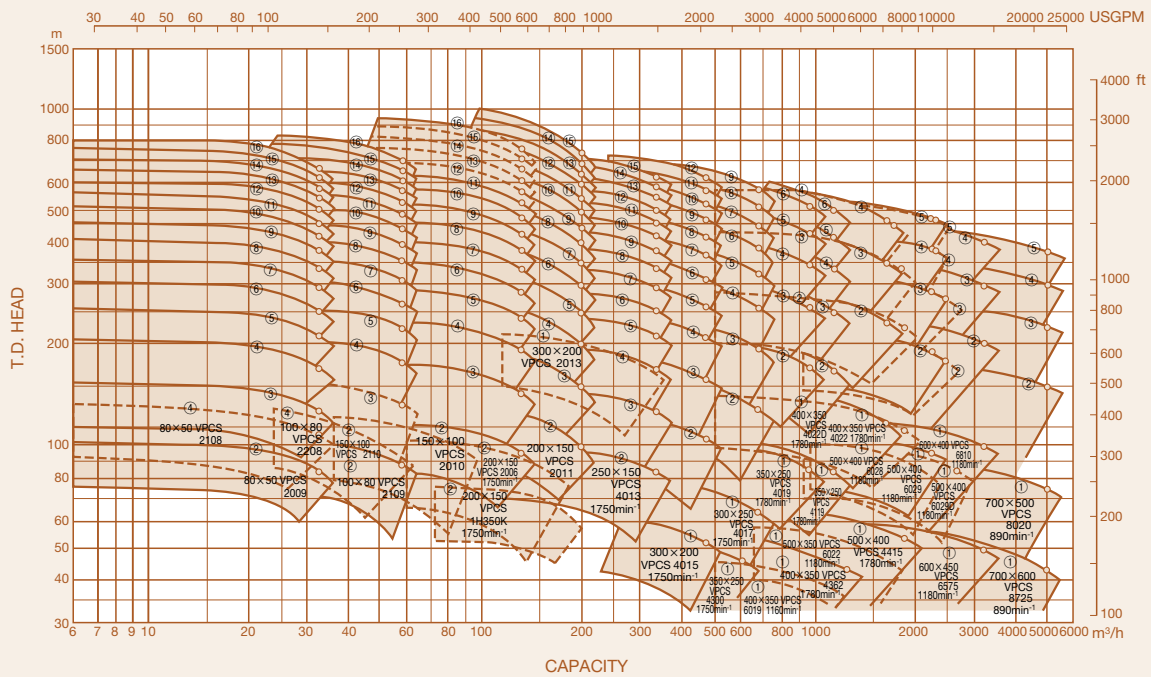 30 40 50 60 80 100 200 300 400 500 600 800 1000 2000 3000 4000 5000 6000 8000 10000 20000 25000 USGPM
m
1500
1000
800
600
500
400
300
200
100
80
60
50
40
30
T.D. HEAD
4000 ft
3000
2000
1000
800
600
500
400
300
200
100
300×200
VPCS 2013
80×50 VPCS
2108
100×80
VPCS
2208
150×100
VPCS 2110
80×50 VPCS
2009
100×80 VPCS
2109
150×100
VPCS
2010
200×150
VPCS 2006
1750min⁻¹
200×150
VPCS
2011
200×150
VPCS
1H350K
1750min⁻¹
250×150
VPCS
4013
1750min⁻¹
300×200
VPCS 4015
1750min⁻¹
300×250
VPCS
4017
1750min⁻¹
350×250
VPCS
4300
1750min⁻¹
400×350 VPCS
6019 1160min⁻¹
350×250
VPCS
4019
1780min⁻¹
350×250
VPCS
4119
1780min⁻¹
400×350
VPCS
4022D
1780min⁻¹
400×350 VPCS
4022 1780min⁻¹
500×400 VPCS
6028
1180min⁻¹
500×400
VPCS
6029
1180min⁻¹
600×400 VPCS
6810
1180min⁻¹
500×400
VPCS
6029B
1180min⁻¹
500×350 VPCS
6022
1180min⁻¹
400×350 VPCS
4362
1780min⁻¹
500×400
VPCS 4415
1780min⁻¹
600×450
VPCS
6575
1180min⁻¹
700×500
VPCS
8020
890min⁻¹
700×600
VPCS
8725
890min⁻¹
6 7 8 9 10 20 30 40 60 80 100 200 300 400 500 600 800 1000 2000 3000 4000 5000 6000 m³/h
CAPACITY